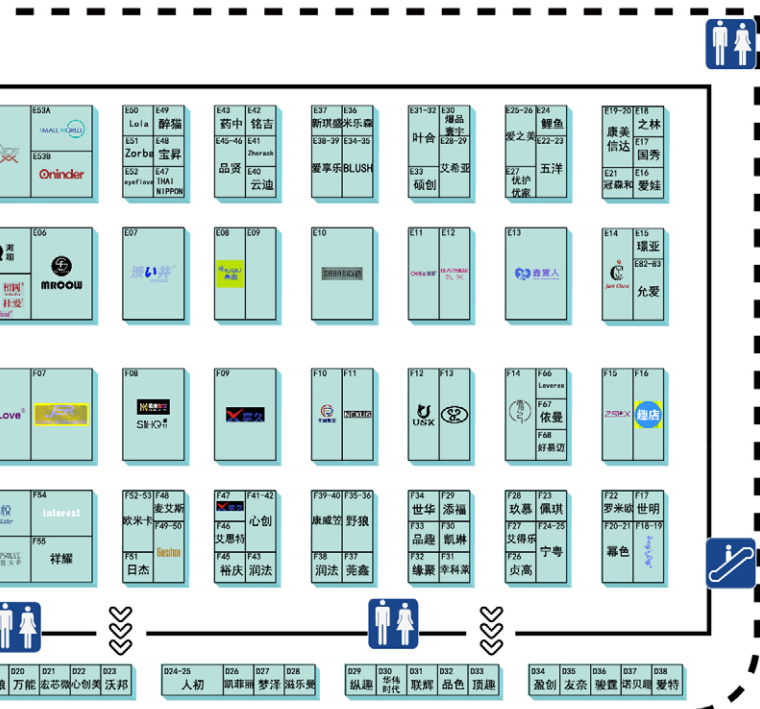 E53A
SMALL WORLD
E53B
Oninder
E50
Lola
E49
醉猫
E51
Zorba
E48
宝昇
E52
eyeflove
E47
THAI
NIPPON
E43
药中
E42
铭吉
E45-46
品贤
E41
Zherack
E40
云迪
E37
新琪盛
E36
米乐森
E38-39
爱享乐
E34-35
BLUSH
E31-32
叶合
E30
爆品
寰宇
E28-29
艾希亚
E33
硕创
E25-26
爱之美
E24
鲤鱼
E22-23
五洋
E27
优护
优家
E19-20
康美
信达
E18
之林
E17
国秀
E21
冠森和
E16
爱娃
E06
MROOW
E07
E08
E09
E10
E11
E12
E13
E14
Jan Chou
E15
璟亚
E82-83
允爱
Love
F07
F08
F09
F10
F11
F12
USK
F13
F14
F66
Loverex
F67
依曼
F68
好易迈
F15
F16
趣店
F54
Interest
F55
祥耀
F52-53
欧米卡
F48
麦艾斯
F49-50
F51
日杰
F47
F46
艾思特
F41-42
心创
F45
裕庆
F43
润法
F39-40
康威笠
F35-36
野狼
F38
润法
F37
莞鑫
F34
世华
F29
添福
F33
品趣
F30
凯琳
F32
缘聚
F31
幸科莱
F28
玖慕
F23
佩琪
F27
艾得乐
F24-25
宁粤
F26
贞高
F22
罗米欧
F17
世明
F20-21
幂色
F18-19
D20
万能
D21
宏芯微
D22
心创美
D23
沃邦
D24-25
人初
D26
凯菲丽
D27
梦泽
D28
滋乐曼
D29
纵趣
D30
华伟
时代
D31
联辉
D32
品色
D33
顶趣
D34
盈创
D35
友奈
D36
骏霆
D37
诺贝趣
D38
爱特